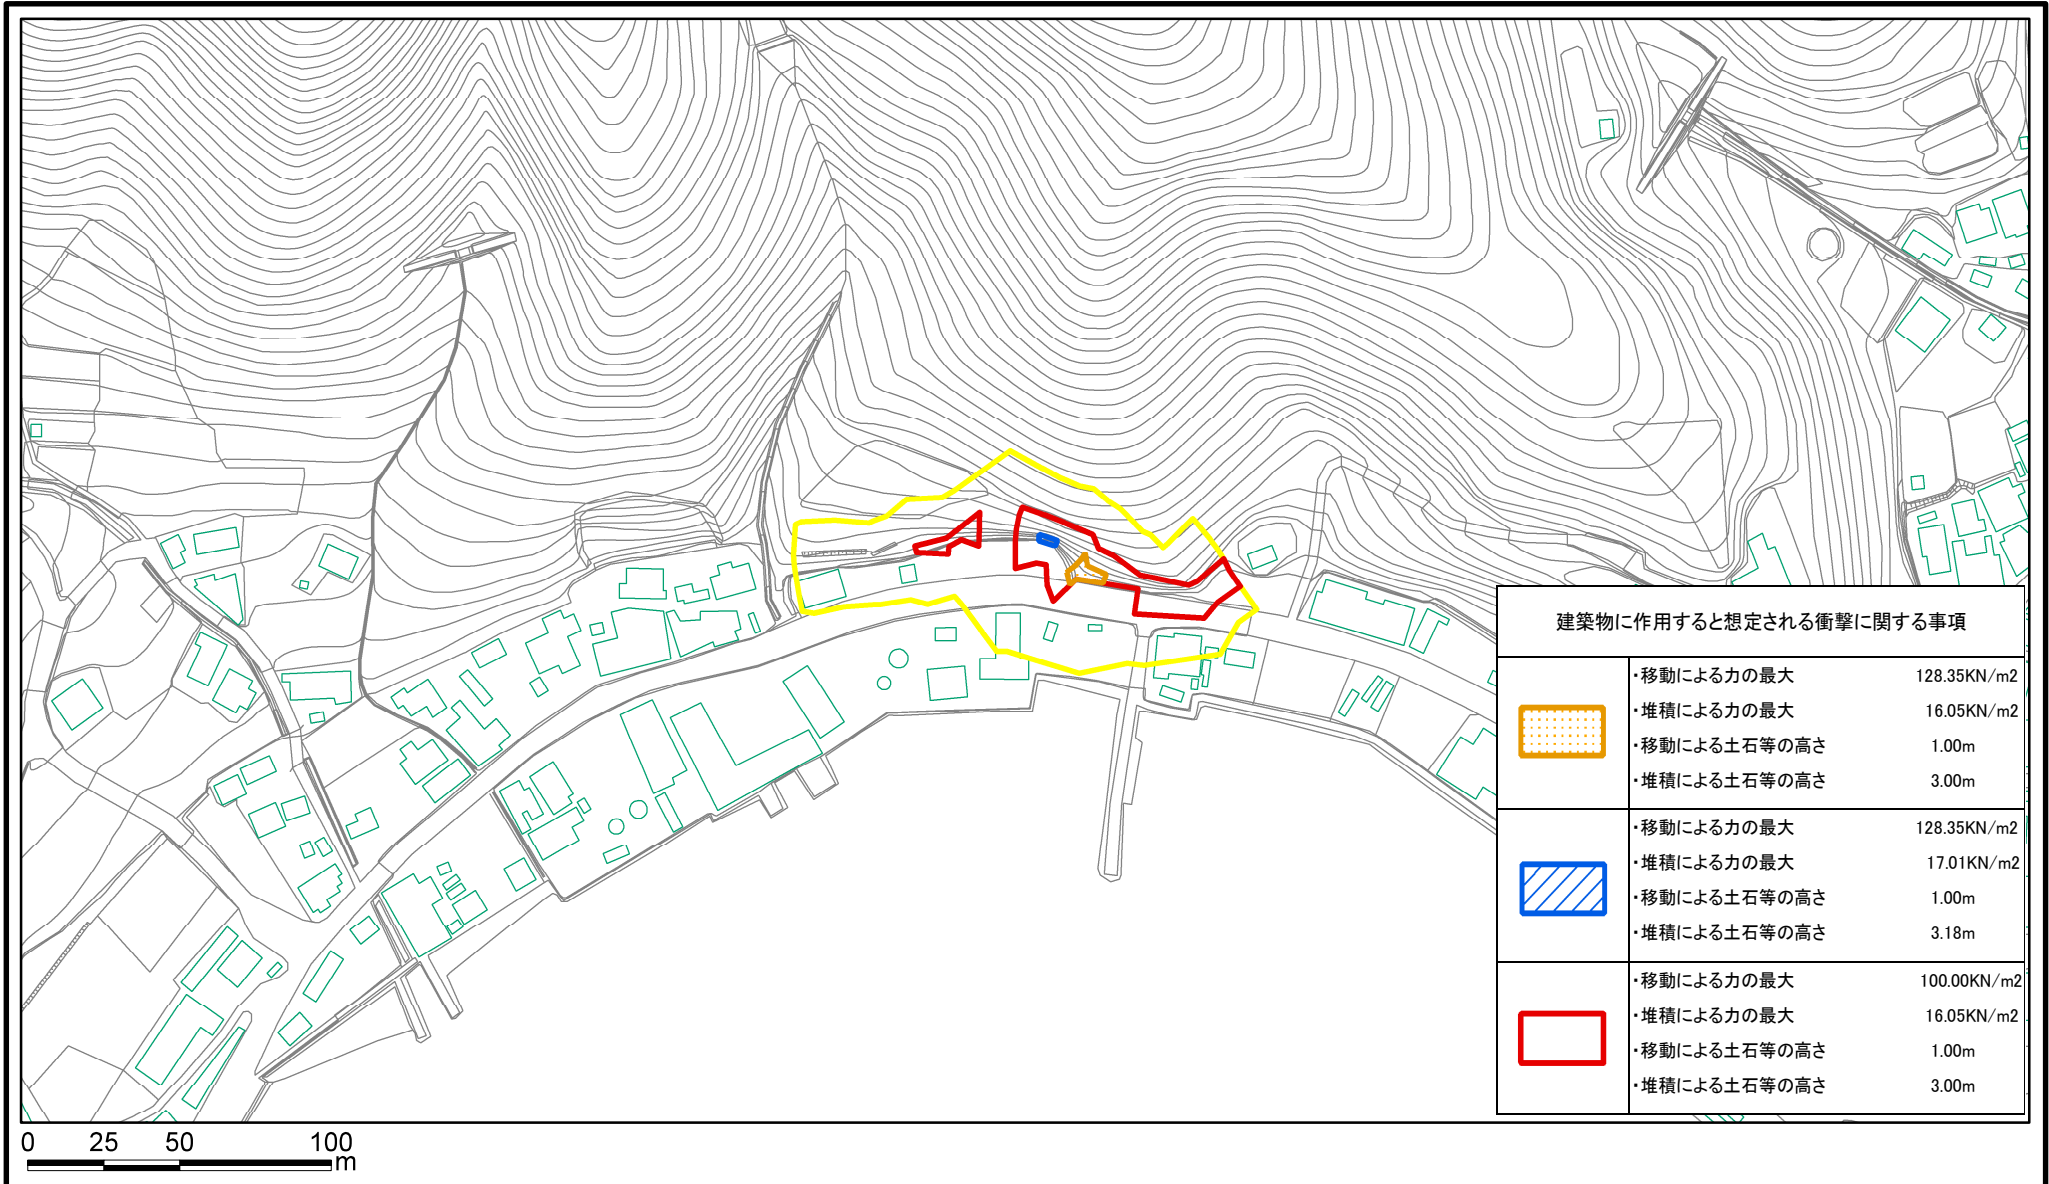 建築物に作用すると想定される衝撃に関する事項
・移動による力の最大 128.35KN/m2
・堆積による力の最大 16.05KN/m2
・移動による土石等の高さ 1.00m
・堆積による土石等の高さ 3.00m
・移動による力の最大 128.35KN/m2
・堆積による力の最大 17.01KN/m2
・移動による土石等の高さ 1.00m
・堆積による土石等の高さ 3.18m
・移動による力の最大 100.00KN/m2
・堆積による力の最大 16.05KN/m2
・移動による土石等の高さ 1.00m
・堆積による土石等の高さ 3.00m
0 25 50 100
m